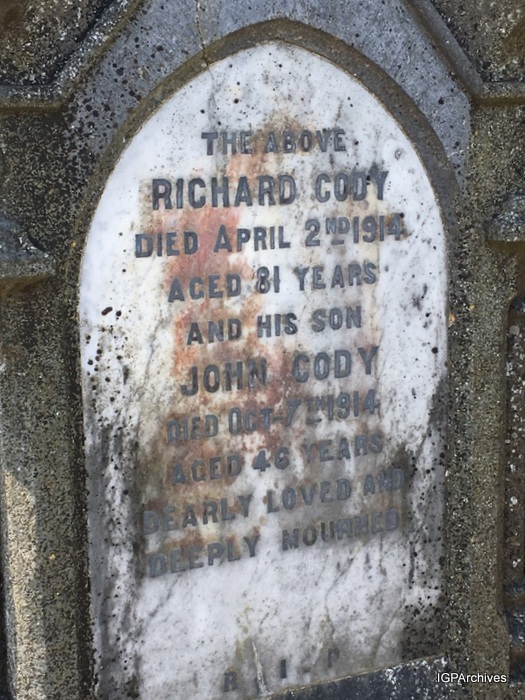 THE ABOVE
RICHARD CODY
DIED APRIL 2ND 1914
AGED 81 YEARS
AND HIS SON
JOHN CODY
DIED OCT 7TH 1914
AGED 46 YEARS
DEARLY LOVED AND
DEEPLY MOURNED
R I P
IGPArchives